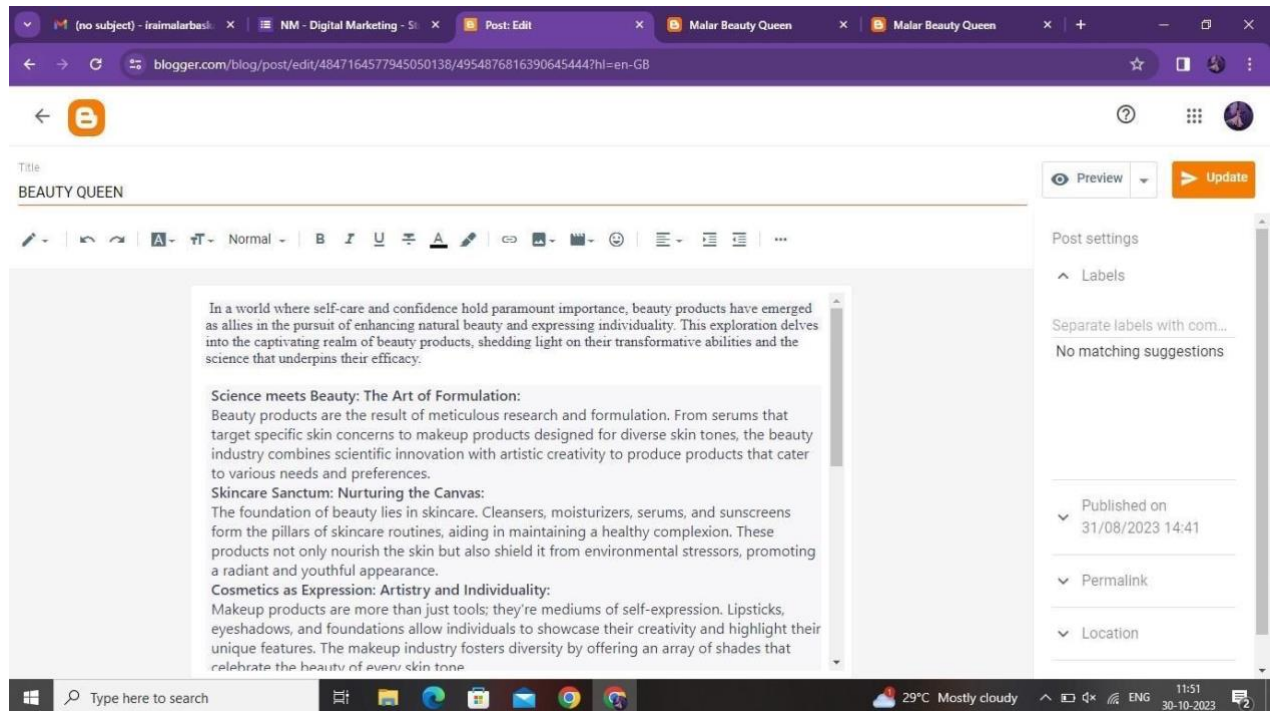 (no subject) - iraimalarbask
NM - Digital Marketing - St
Post: Edit
Malar Beauty Queen
Malar Beauty Queen
blogger.com/blog/post/edit/4847164577945050138/4954876816390645444?hl=en-GB
Title
BEAUTY QUEEN
Preview
Update
Normal
B I U A
Post settings
Labels
Separate labels with com...
No matching suggestions
Published on
31/08/2023 14:41
Permalink
Location
In a world where self-care and confidence hold paramount importance, beauty products have emerged
as allies in the pursuit of enhancing natural beauty and expressing individuality. This exploration delves
into the captivating realm of beauty products, shedding light on their transformative abilities and the
science that underpins their efficacy.
Science meets Beauty: The Art of Formulation:
Beauty products are the result of meticulous research and formulation. From serums that
target specific skin concerns to makeup products designed for diverse skin tones, the beauty
industry combines scientific innovation with artistic creativity to produce products that cater
to various needs and preferences.
Skincare Sanctum: Nurturing the Canvas:
The foundation of beauty lies in skincare. Cleansers, moisturizers, serums, and sunscreens
form the pillars of skincare routines, aiding in maintaining a healthy complexion. These
products not only nourish the skin but also shield it from environmental stressors, promoting
a radiant and youthful appearance.
Cosmetics as Expression: Artistry and Individuality:
Makeup products are more than just tools; they're mediums of self-expression. Lipsticks,
eyeshadows, and foundations allow individuals to showcase their creativity and highlight their
unique features. The makeup industry fosters diversity by offering an array of shades that
celebrate the beauty of every skin tone
Type here to search
29°C Mostly cloudy
ENG
11:51
30-10-2023
2